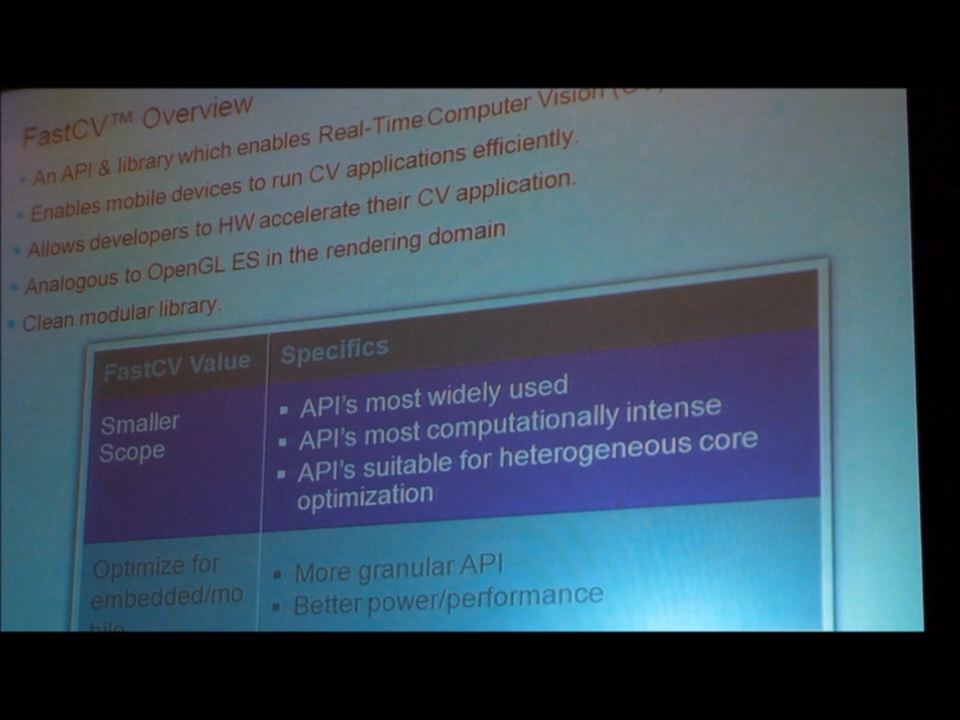 FastCV™ Overview
▪ An API & library which enables Real-Time Computer Vision
▪ Enables mobile devices to run CV applications efficiently.
▪ Allows developers to HW accelerate their CV application.
▪ Analogous to OpenGL ES in the rendering domain
▪ Clean modular library.
FastCV Value
Specifics
Smaller
Scope
▪ API's most widely used
▪ API's most computationally intense
▪ API's suitable for heterogeneous core
optimization
Optimize for
embedded/mo
bile
▪ More granular API
▪ Better power/performance